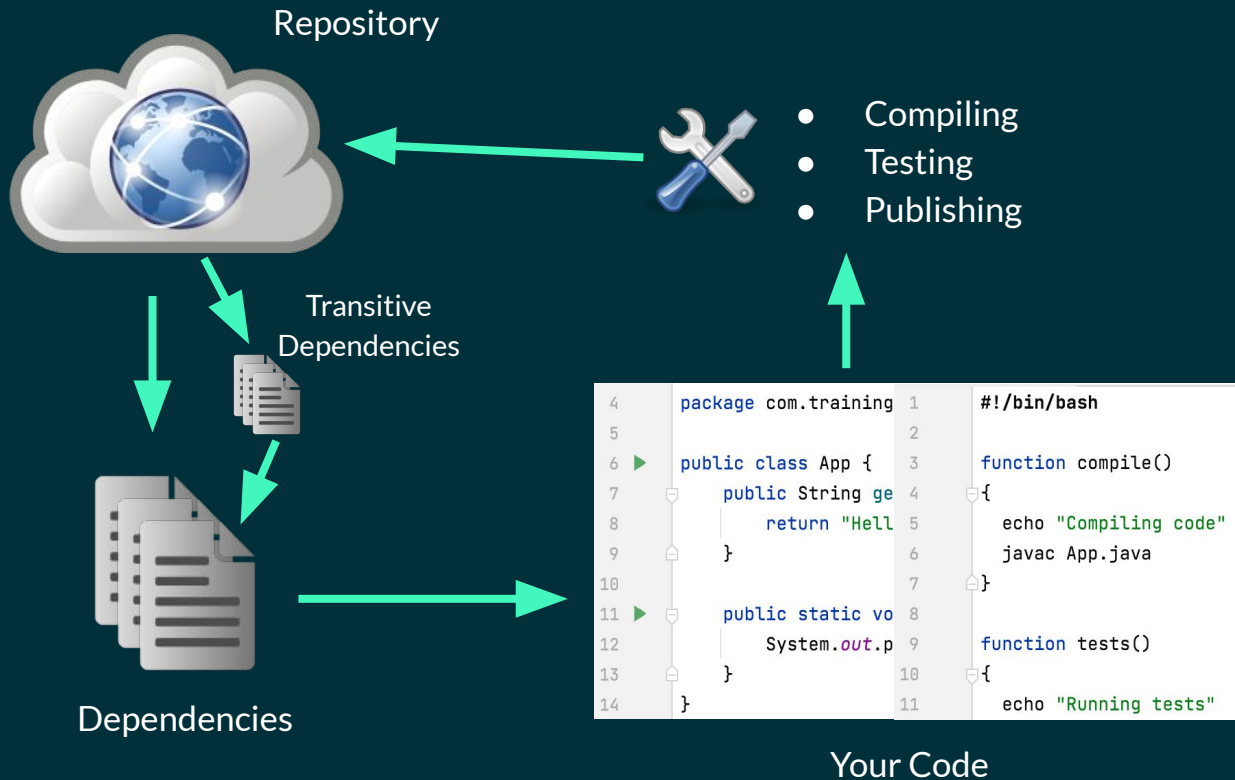 Repository
● Compiling
● Testing
● Publishing
Transitive
Dependencies
Dependencies
4 package com.training
5
6 public class App {
7 public String ge
8 return "Hell
9 }
10
11 public static vo
12 System.out.p
13 }
14 }
1 #!/bin/bash
2
3 function compile()
4 {
5 echo "Compiling code"
6 javac App.java
7 }
8
9 function tests()
10 {
11 echo "Running tests"
Your Code